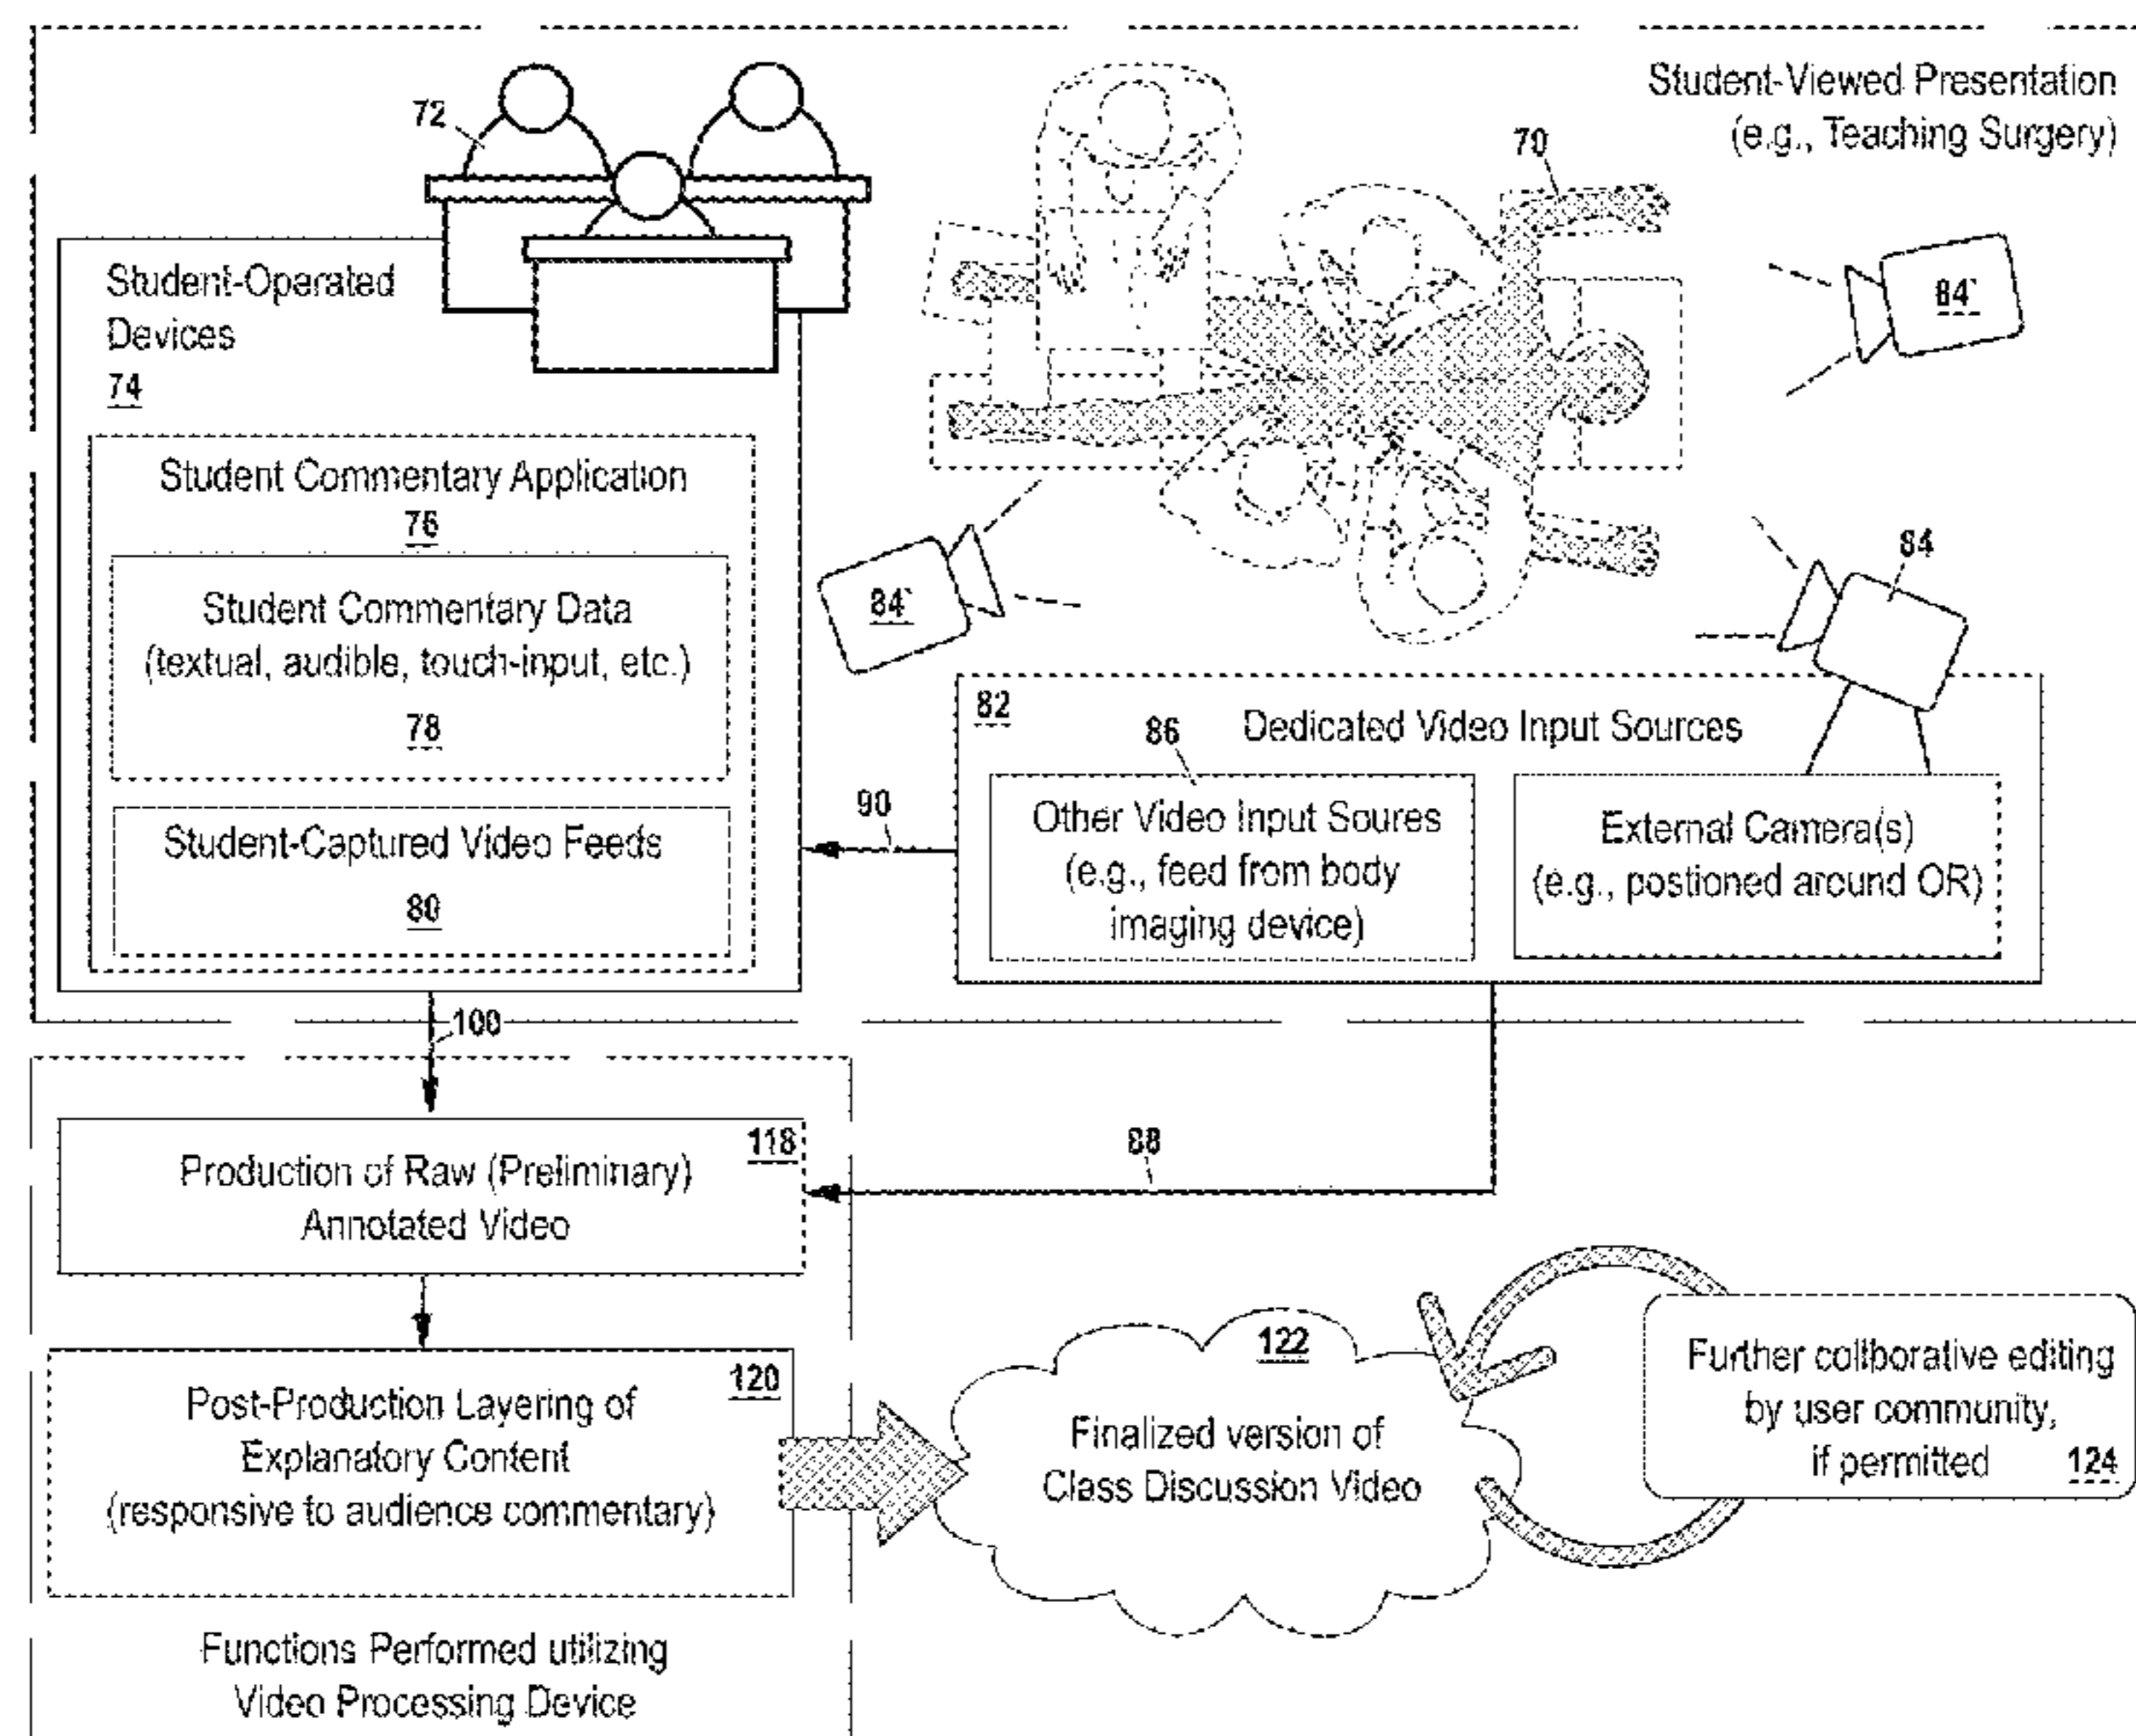 Student-Viewed Presentation
(e.g., Teaching Surgery)
72
70
84'
Student-Operated
Devices
74
Student Commentary Application
76
Student Commentary Data
(textual, audible, touch-input, etc.)
78
Student-Captured Video Feeds
80
84'
84
82
86
Dedicated Video Input Sources
Other Video Input Soures
(e.g., feed from body
imaging device)
External Camera(s)
(e.g., postioned around OR)
90
100
118
Production of Raw (Preliminary)
Annotated Video
88
120
Post-Production Layering of
Explanatory Content
(responsive to audience commentary)
Functions Performed utilizing
Video Processing Device
122
Finalized version of
Class Discussion Video
Further collborative editing
by user community,
if permitted
124